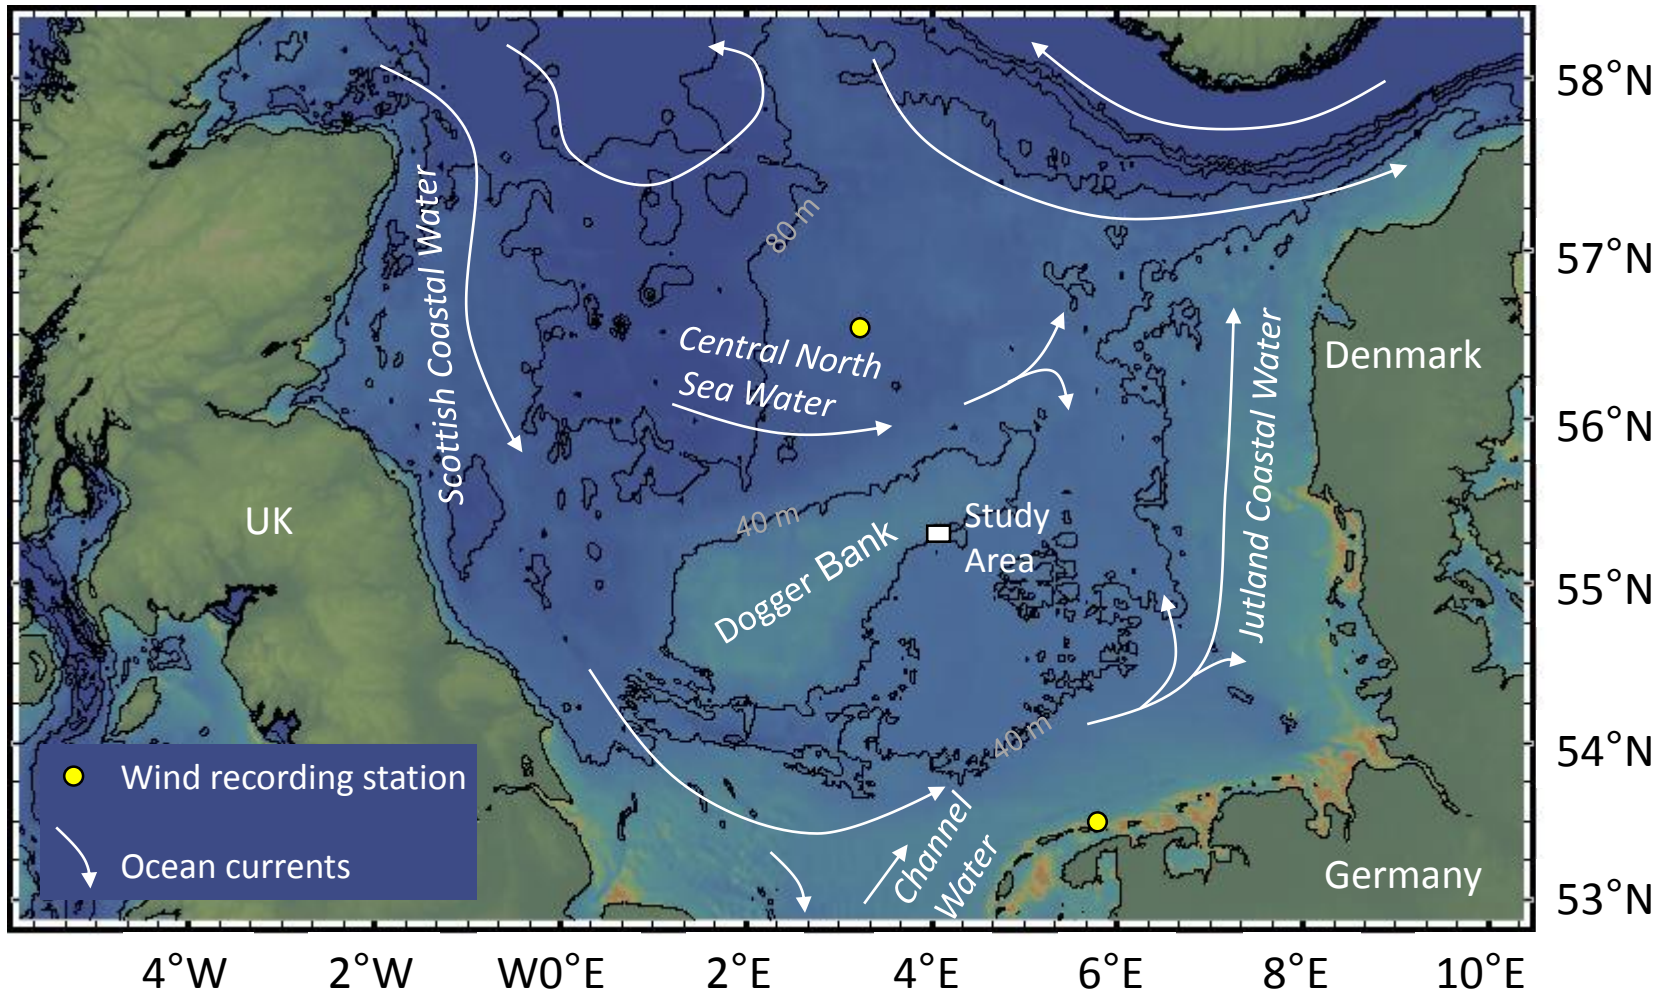 58°N
57°N
56°N
55°N
54°N
53°N
80 m
Scottish Coastal Water
Central North
Sea Water
Denmark
Jutland Coastal Water
UK
40 m
Study
Area
Dogger Bank
40 m
Channel
Water
Germany
Wind recording station
Ocean currents
4°W
2°W
W0°E
2°E
4°E
6°E
8°E
10°E